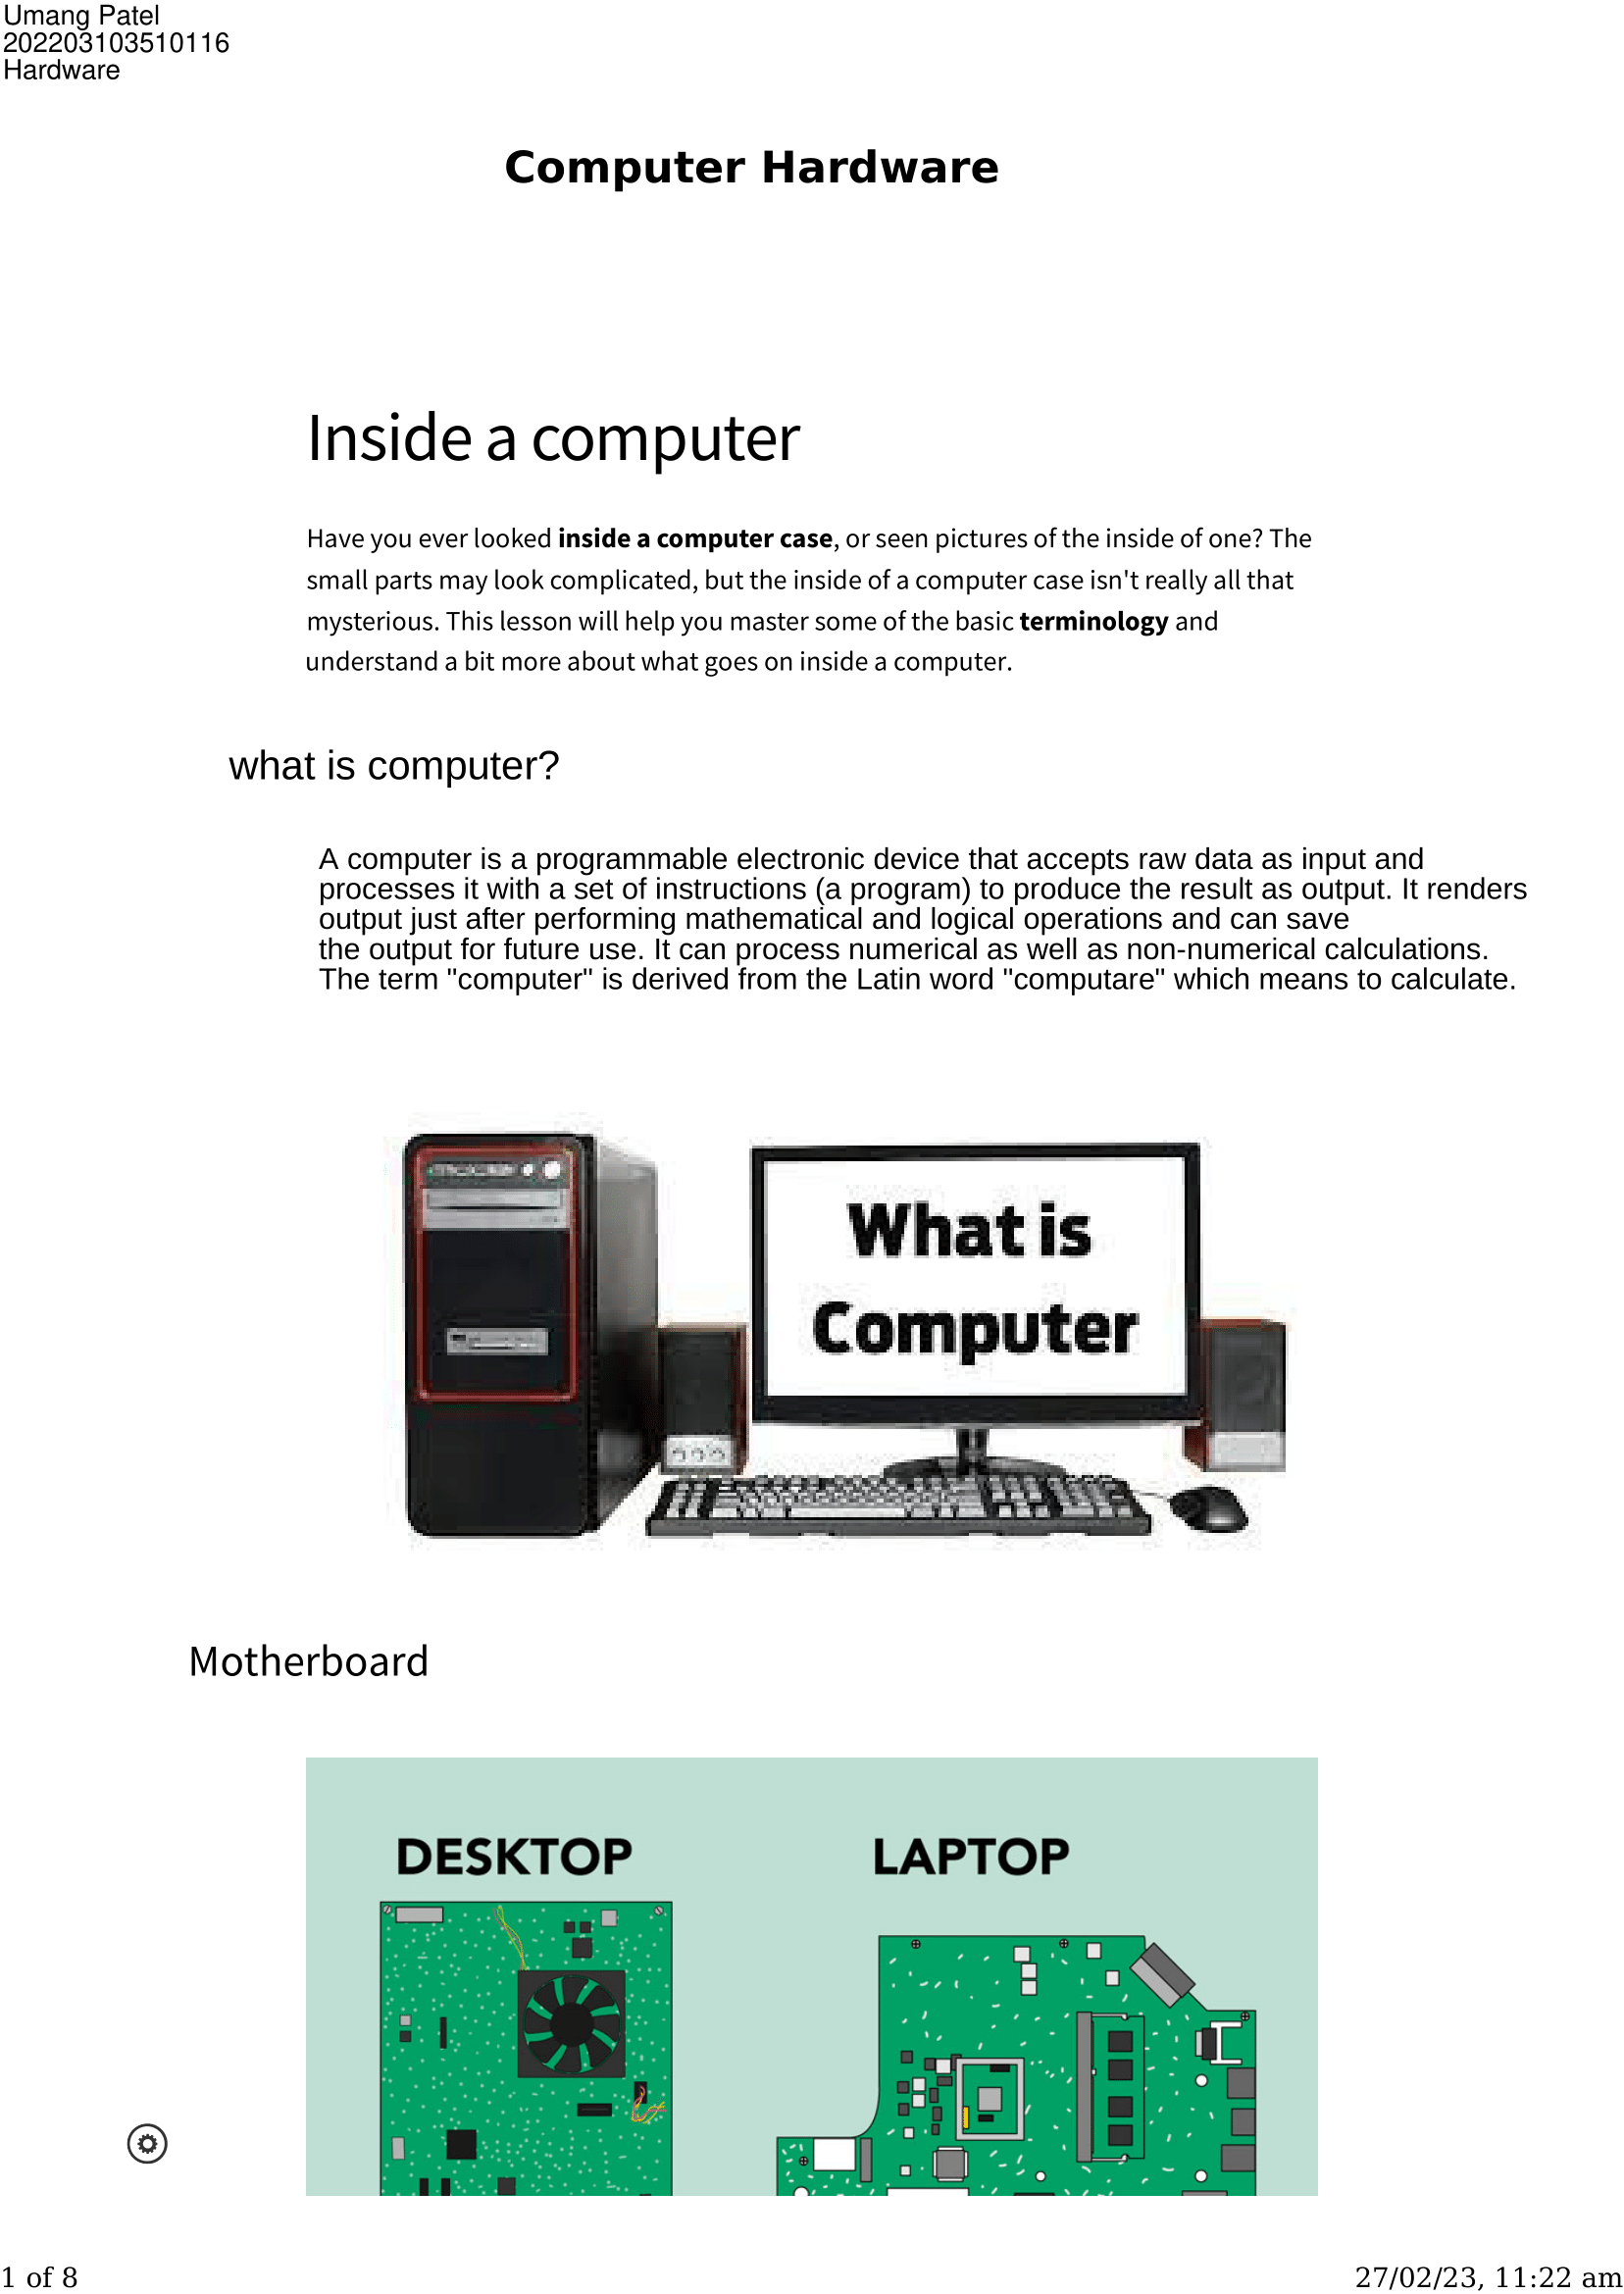 Umang Patel
202203103510116
Hardware
Computer Hardware
Inside a computer
Have you ever looked inside a computer case, or seen pictures of the inside of one? The
small parts may look complicated, but the inside of a computer case isn't really all that
mysterious. This lesson will help you master some of the basic terminology and
understand a bit more about what goes on inside a computer.
what is computer?
A computer is a programmable electronic device that accepts raw data as input and
processes it with a set of instructions (a program) to produce the result as output. It renders
output just after performing mathematical and logical operations and can save
the output for future use. It can process numerical as well as non-numerical calculations.
The term "computer" is derived from the Latin word "computare" which means to calculate.
What is
Computer
Motherboard
DESKTOP
LAPTOP
1 of 8
27/02/23, 11:22 am